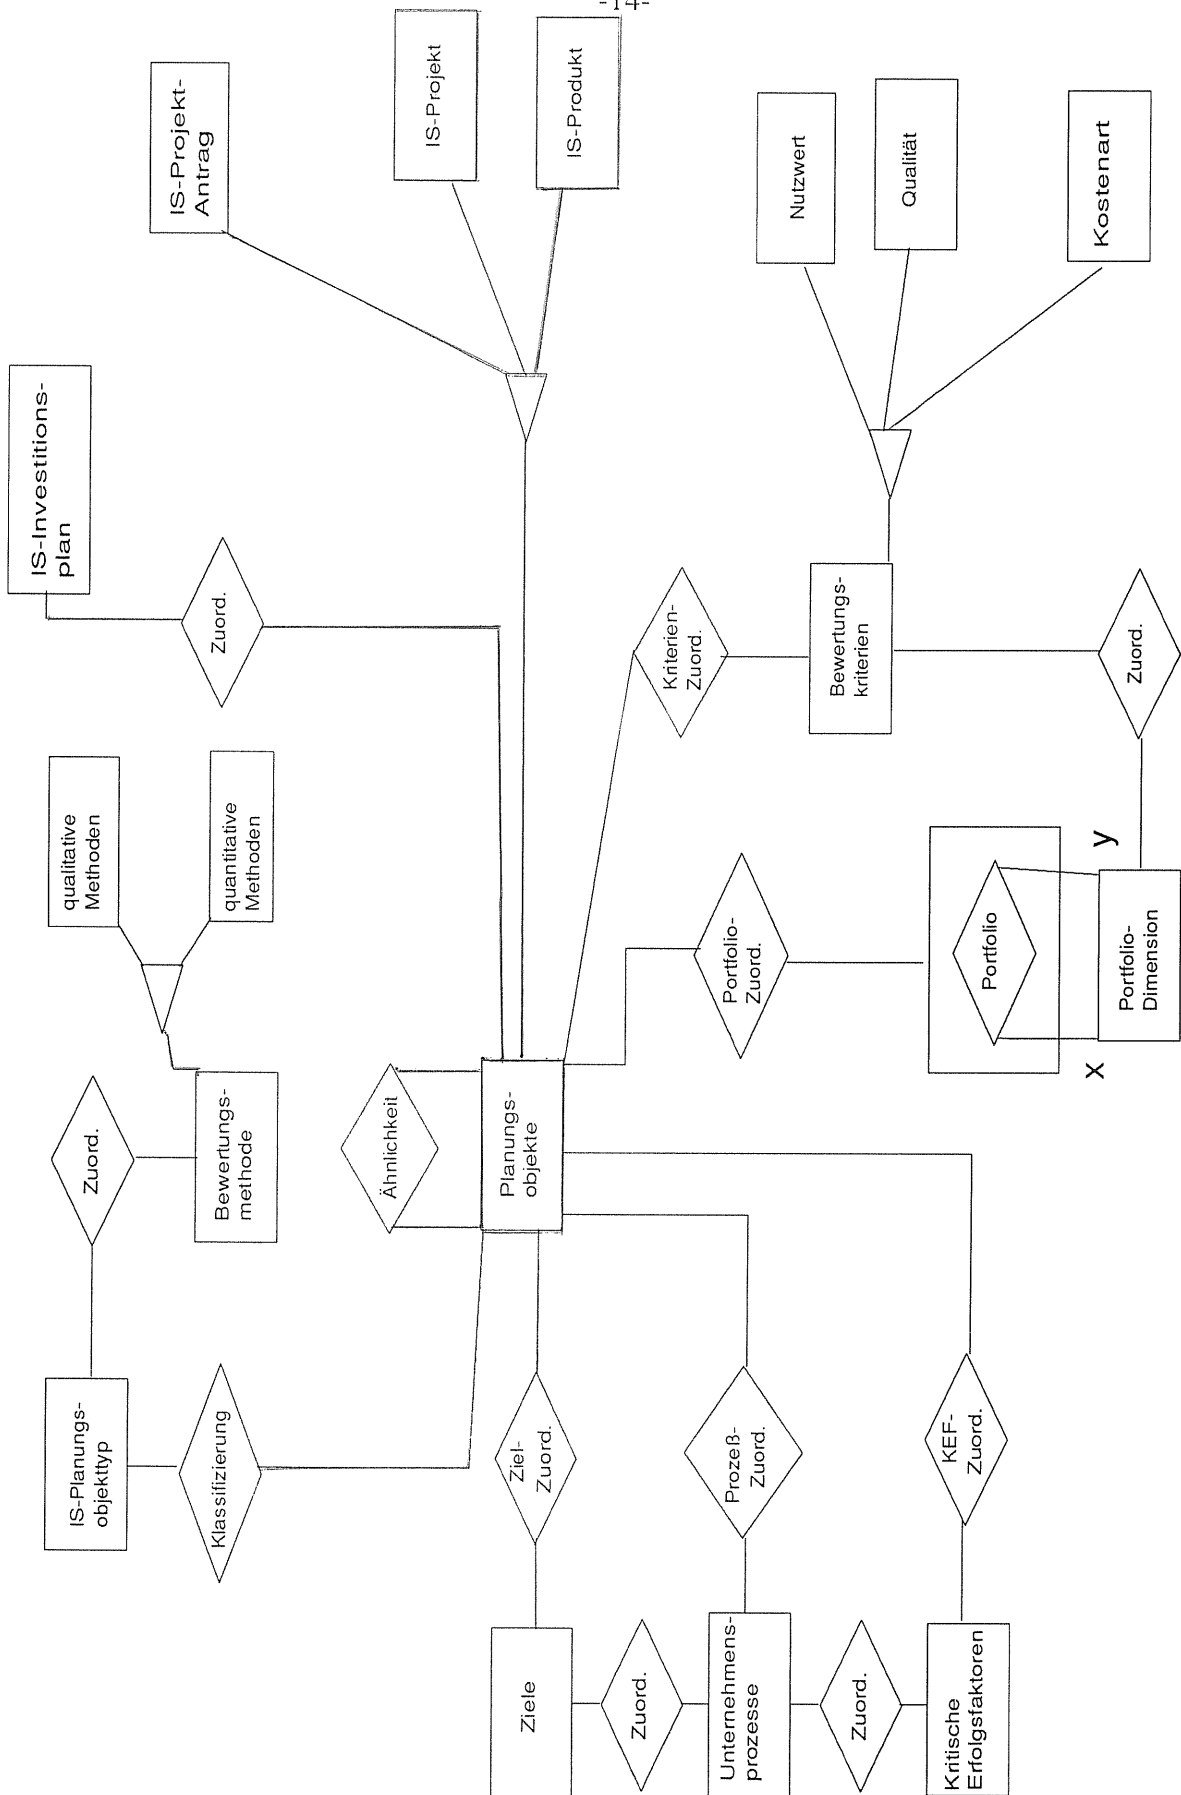 -14-
IS-Planungs-
objekttyp
Zuord.
Bewertungs-
methode
qualitative
Methoden
quantitative
Methoden
IS-Investitions-
plan
Zuord.
IS-Projekt-
Antrag
IS-Projekt
IS-Produkt
Klassifizierung
Ähnlichkeit
Planungs-
objekte
Ziele
Ziel-
Zuord.
Zuord.
Unternehmens-
prozesse
Prozeß-
Zuord.
Zuord.
Kritische
Erfolgsfaktoren
KEF-
Zuord.
Portfolio-
Zuord.
Portfolio
x
y
Portfolio-
Dimension
Kriterien-
Zuord.
Bewertungs-
kriterien
Zuord.
Nutzwert
Qualität
Kostenart